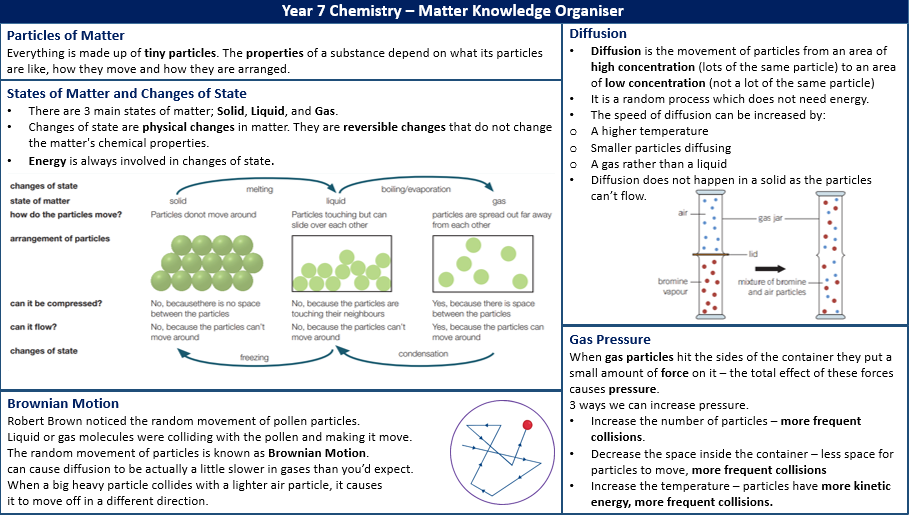 Year 7 Chemistry – Matter Knowledge Organiser
Particles of Matter
Everything is made up of tiny particles. The properties of a substance depend on what its particles
are like, how they move and how they are arranged.
States of Matter and Changes of State
• There are 3 main states of matter; Solid, Liquid, and Gas.
• Changes of state are physical changes in matter. They are reversible changes that do not change
the matter's chemical properties.
• Energy is always involved in changes of state.
changes of state melting boiling/evaporation
state of matter solid liquid gas
how do the particles move? Particles donot move around Particles touching but can particles are spread out far away
slide over each other from each other
arrangement of particles
can it be compressed? No, becausethere is no space No, because the particles are Yes, because there is space
between the particles touching their neighbours between the particles
can it flow? No, because the particles can't No, because the particles can't Yes, because the particles can
move around move around move around
changes of state freezing condensation
Brownian Motion
Robert Brown noticed the random movement of pollen particles.
Liquid or gas molecules were colliding with the pollen and making it move.
The random movement of particles is known as Brownian Motion.
can cause diffusion to be actually a little slower in gases than you'd expect.
When a big heavy particle collides with a lighter air particle, it causes
it to move off in a different direction.
Diffusion
• Diffusion is the movement of particles from an area of
high concentration (lots of the same particle) to an area
of low concentration (not a lot of the same particle)
• It is a random process which does not need energy.
• The speed of diffusion can be increased by:
o A higher temperature
o Smaller particles diffusing
o A gas rather than a liquid
• Diffusion does not happen in a solid as the particles
can't flow.
air
gas jar
lid
bromine
vapour
mixture of bromine
and air particles
Gas Pressure
When gas particles hit the sides of the container they put a
small amount of force on it – the total effect of these forces
causes pressure.
3 ways we can increase pressure.
• Increase the number of particles – more frequent
collisions.
• Decrease the space inside the container – less space for
particles to move, more frequent collisions
• Increase the temperature – particles have more kinetic
energy, more frequent collisions.